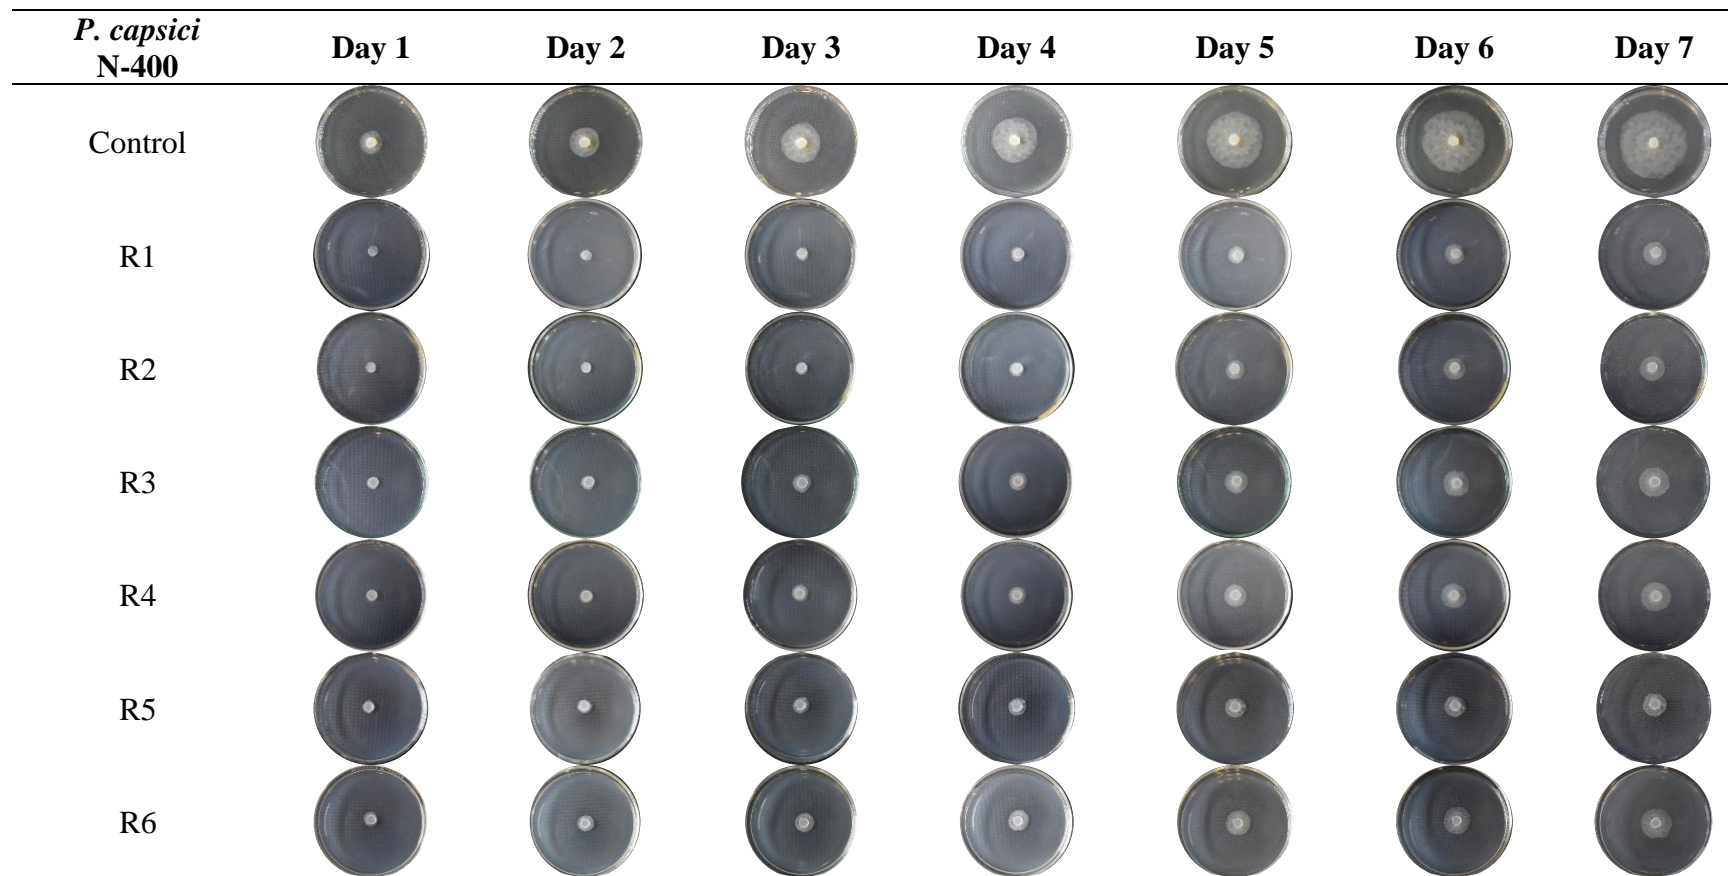 P. capsici
N-400
Day 1 Day 2 Day 3 Day 4 Day 5 Day 6 Day 7
Control
R1
R2
R3
R4
R5
R6